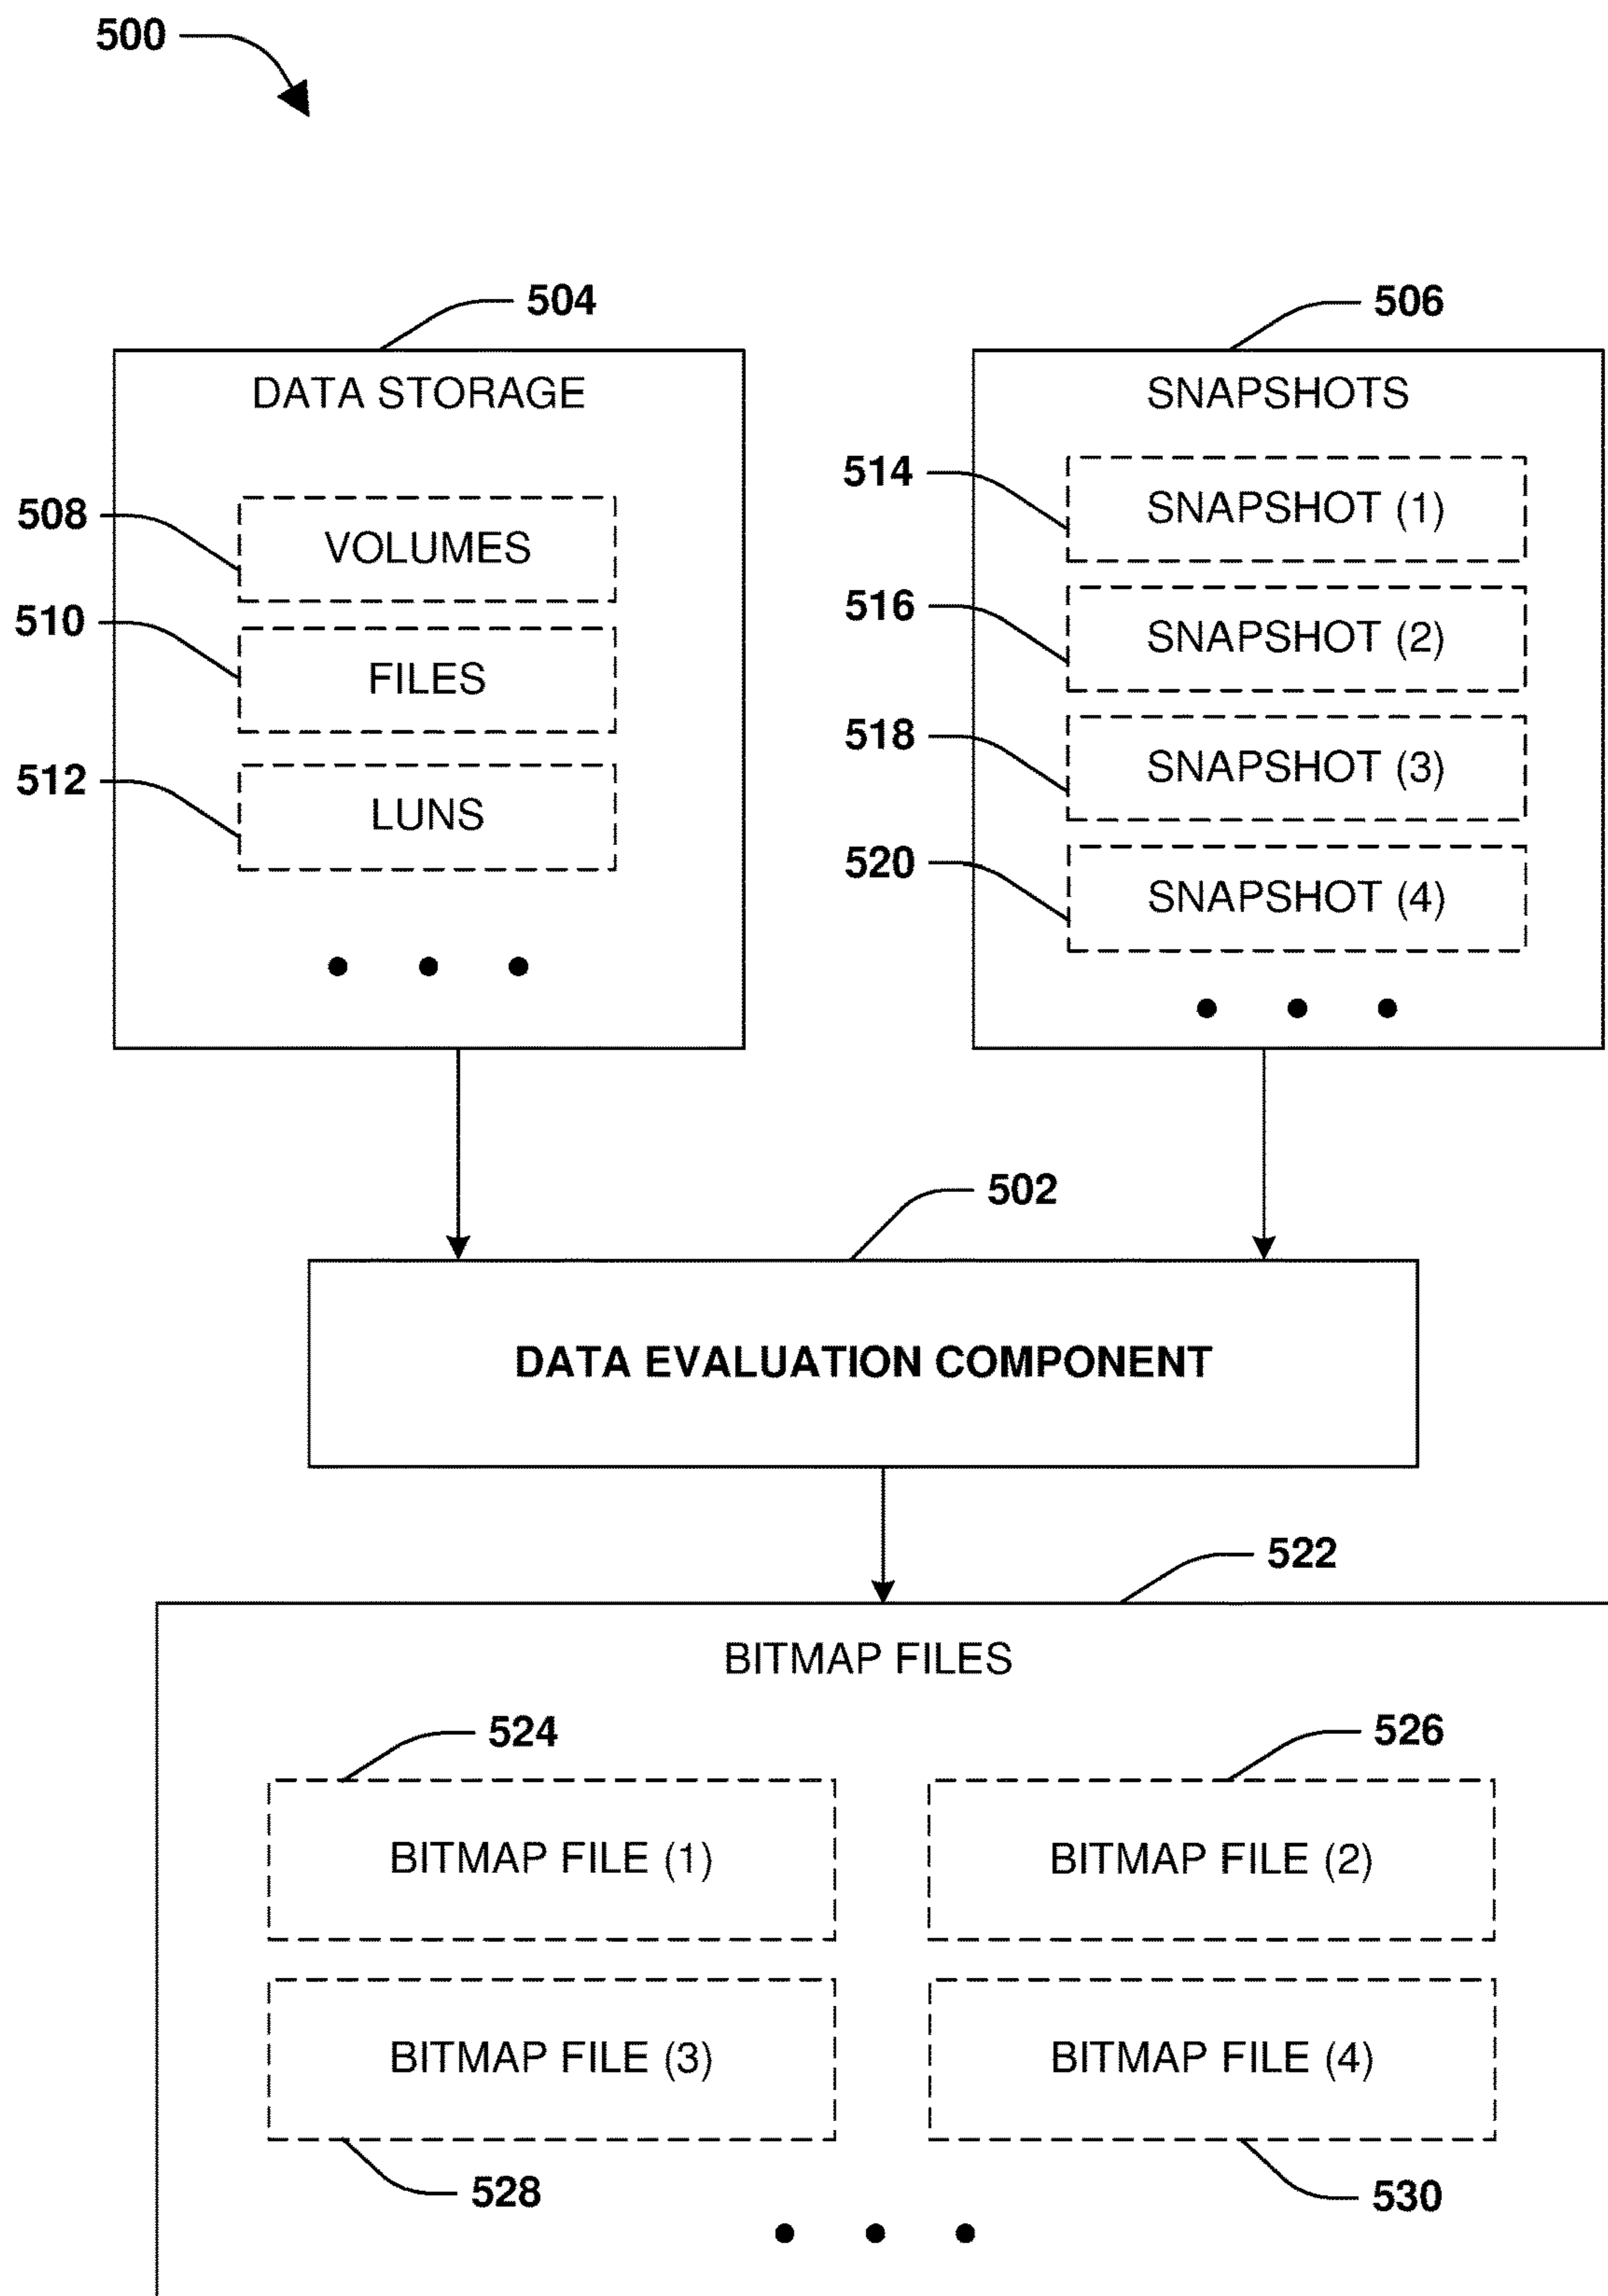 500
504
506
DATA STORAGE
SNAPSHOTS
508
VOLUMES
510
FILES
512
LUNS
514
SNAPSHOT (1)
516
SNAPSHOT (2)
518
SNAPSHOT (3)
520
SNAPSHOT (4)
502
DATA EVALUATION COMPONENT
522
BITMAP FILES
524
526
BITMAP FILE (1)
BITMAP FILE (2)
BITMAP FILE (3)
BITMAP FILE (4)
528
530